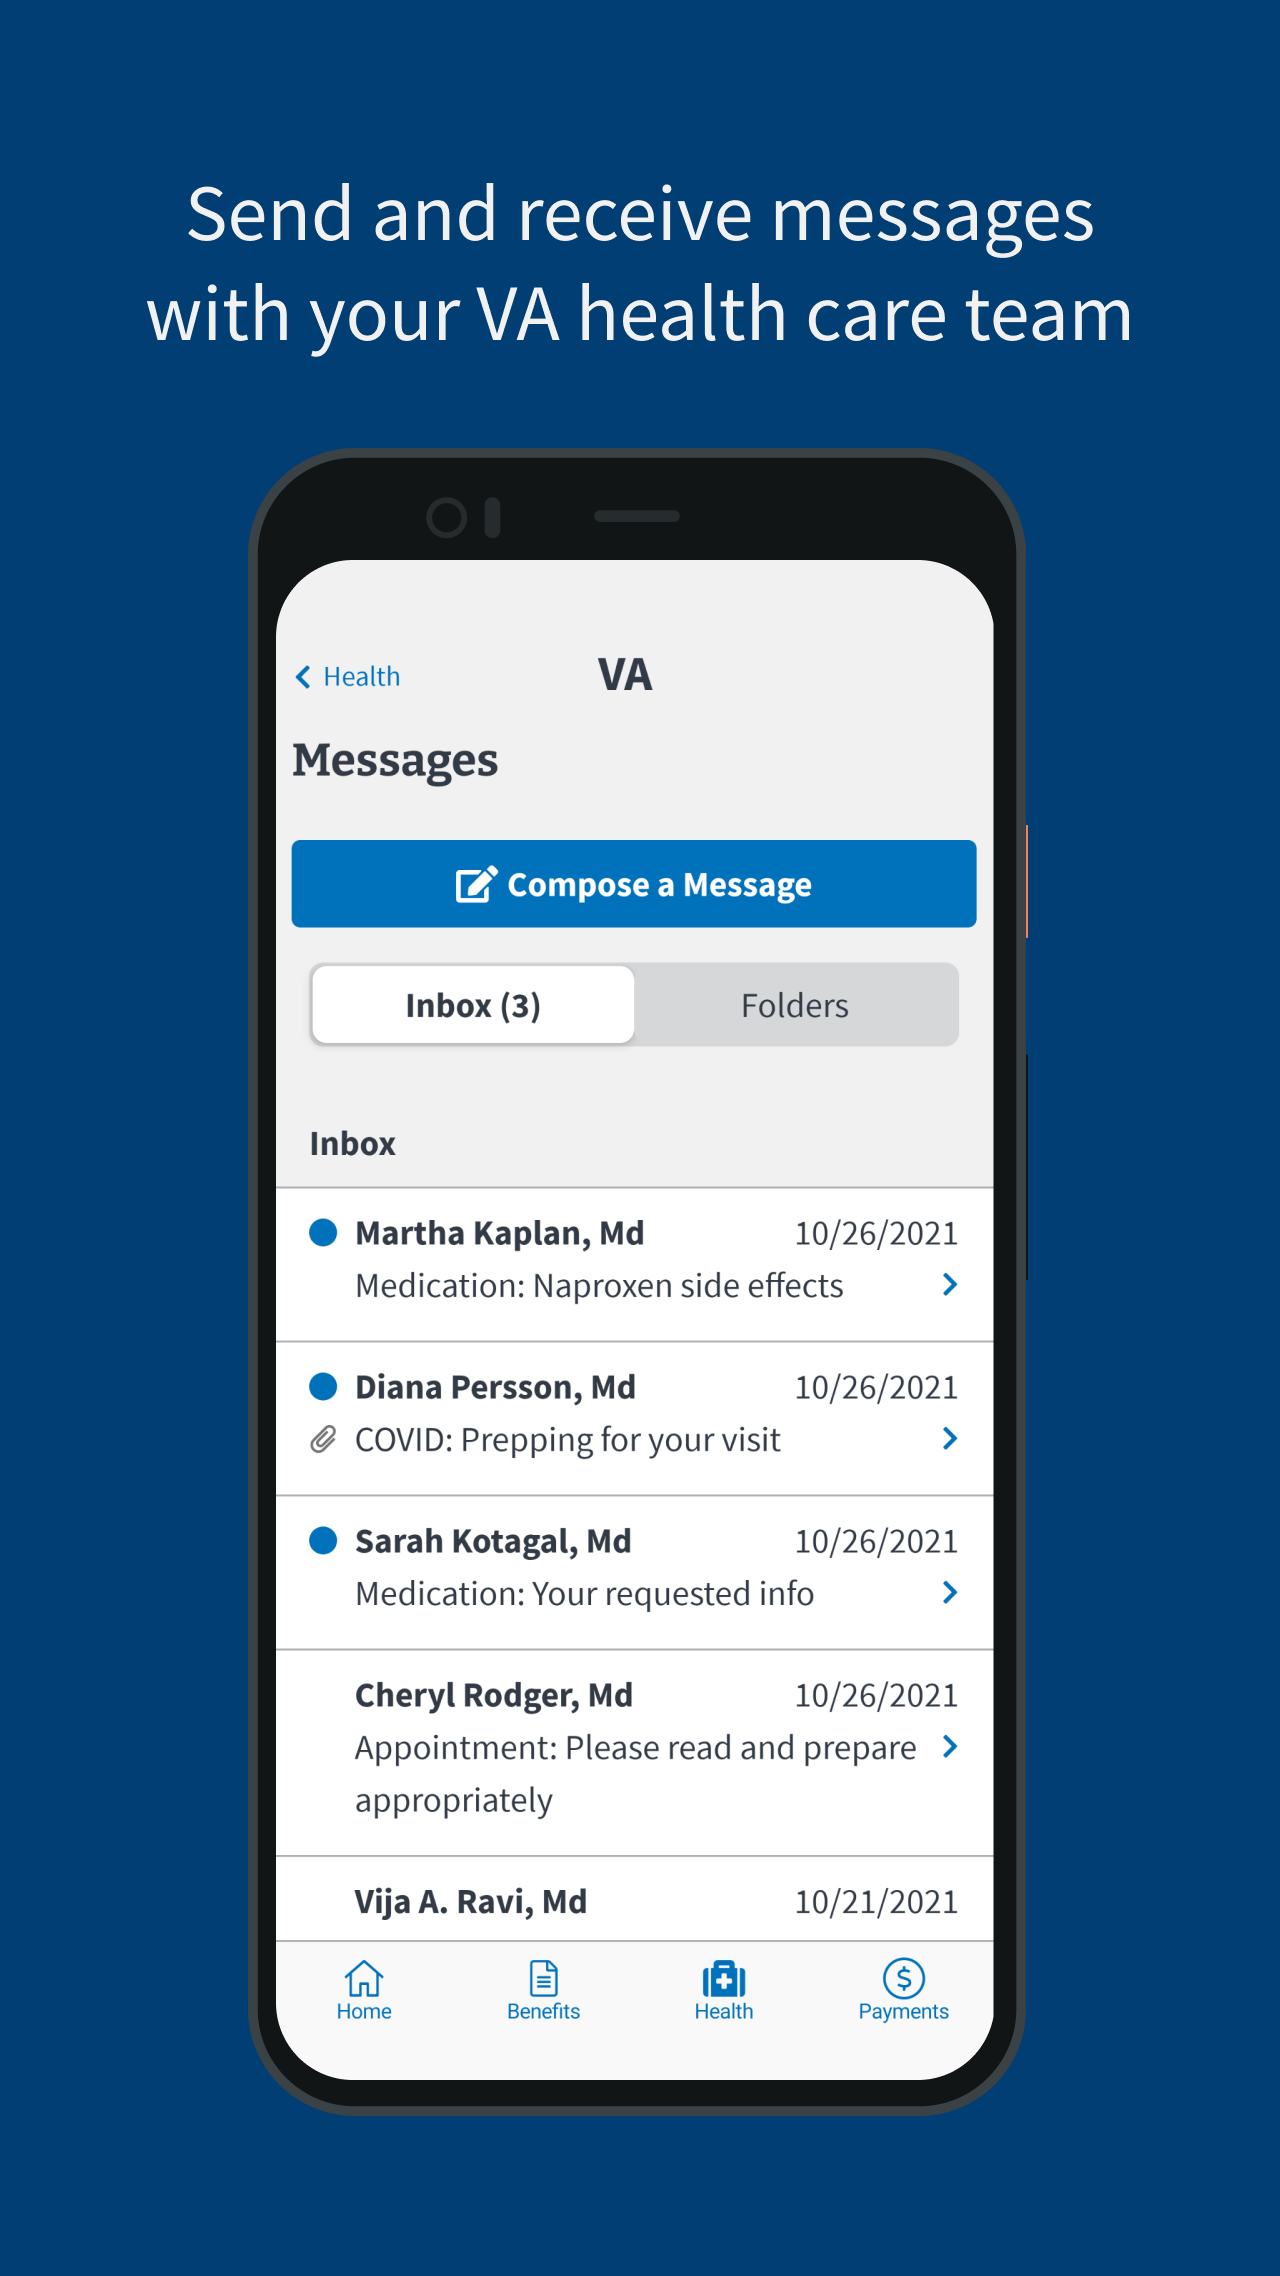 Send and receive messages
with your VA health care team
Health
VA
Messages
Compose a Message
Inbox (3)
Folders
Inbox
Martha Kaplan, Md
10/26/2021
Medication: Naproxen side effects
Diana Persson, Md
10/26/2021
COVID: Prepping for your visit
Sarah Kotagal, Md
10/26/2021
Medication: Your requested info
Cheryl Rodger, Md
10/26/2021
Appointment: Please read and prepare
appropriately
Vija A. Ravi, Md
10/21/2021
Home
Benefits
Health
Payments